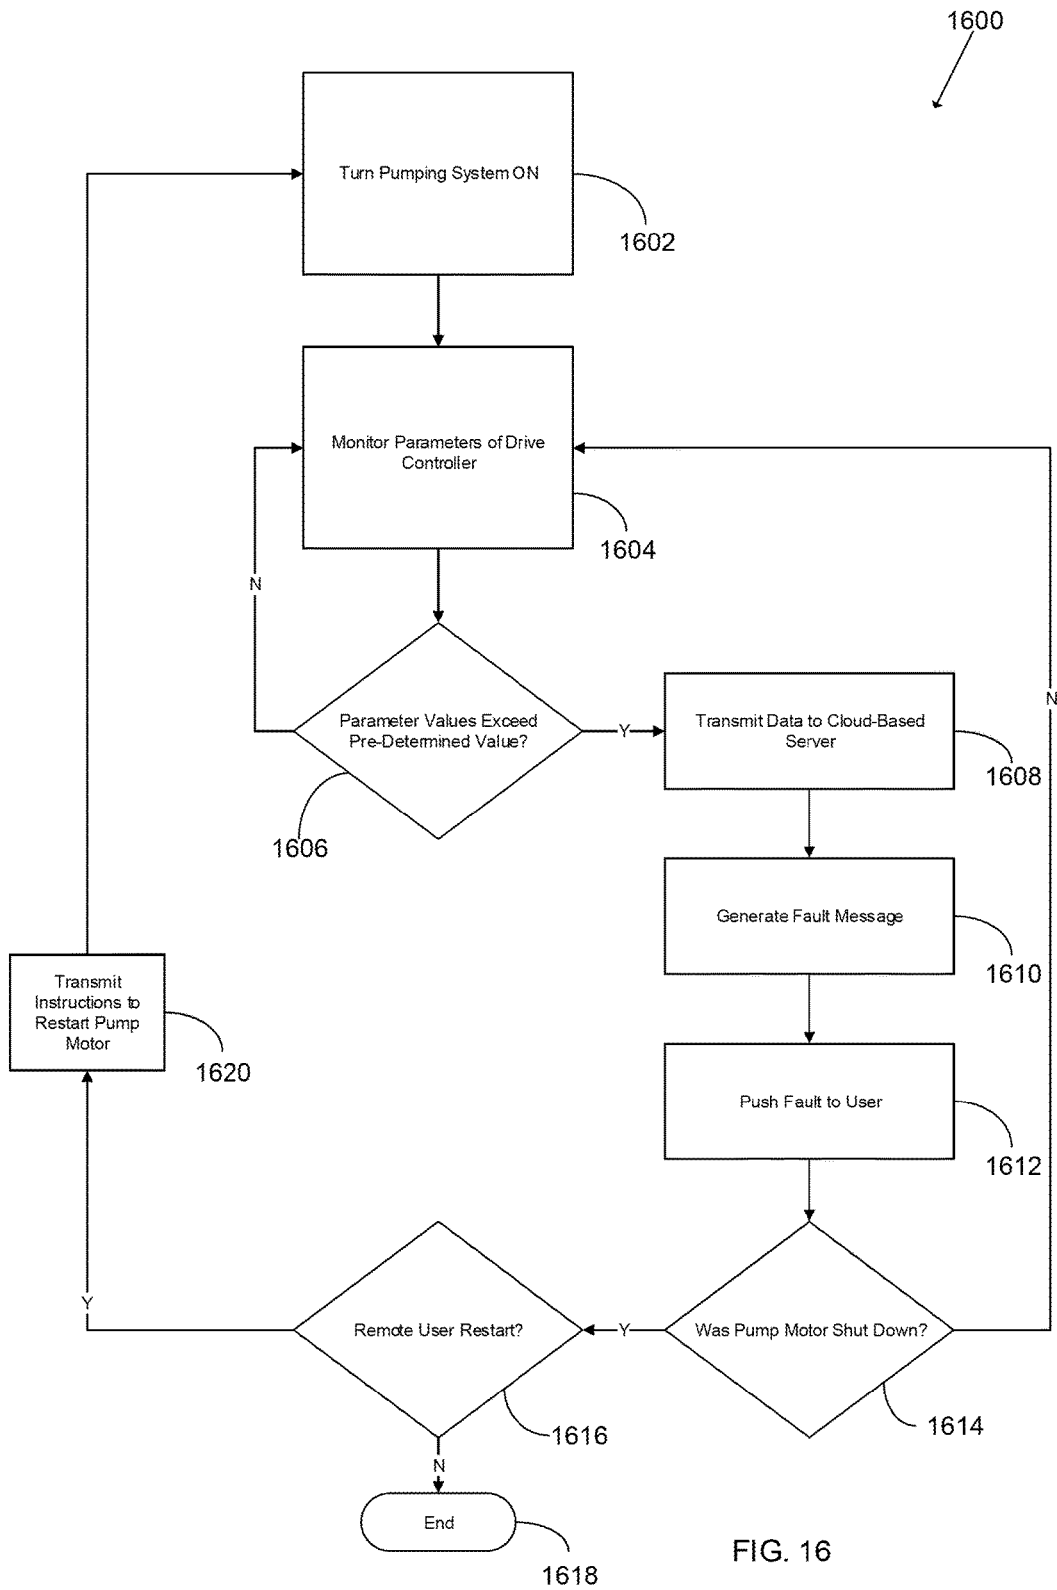 1600
Turn Pumping System ON
1602
Monitor Parameters of Drive
Controller
1604
N
Parameter Values Exceed
Pre-Determined Value?
1606
Y
Transmit Data to Cloud-Based
Server
1608
N
Generate Fault Message
1610
Transmit
Instructions to
Restart Pump
Motor
1620
Push Fault to User
1612
Y
Remote User Restart?
1616
Y
Was Pump Motor Shut Down?
1614
N
End
1618
FIG. 16